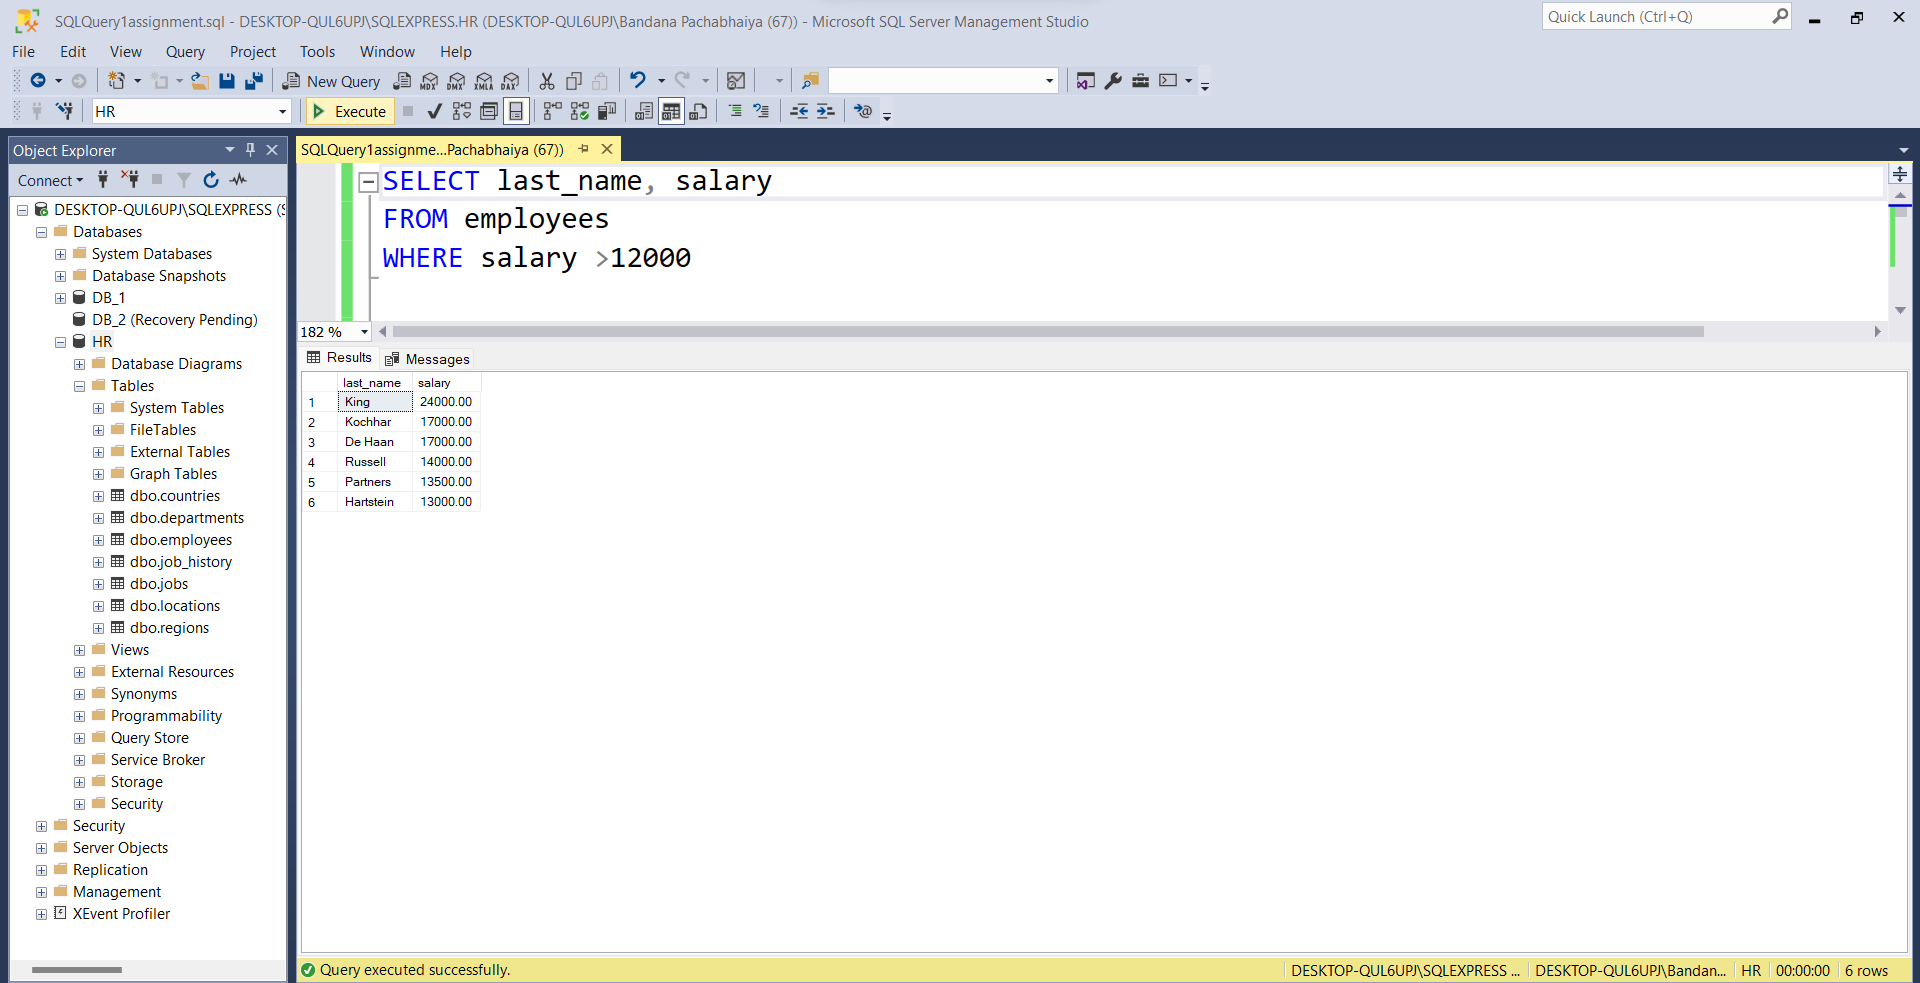 SQLQuery1assignment.sql - DESKTOP-QUL6UPJ\SQLEXPRESS.HR (DESKTOP-QUL6UPJ\Bandana Pachabhaiya (67)) - Microsoft SQL Server Management Studio
Quick Launch (Ctrl+Q)
File Edit View Query Project Tools Window Help
New Query MDX DMX XMLA DAX
HR
Execute
Object Explorer
Connect
DESKTOP-QUL6UPJ\SQLEXPRESS (S
Databases
System Databases
Database Snapshots
DB_1
DB_2 (Recovery Pending)
HR
Database Diagrams
Tables
System Tables
FileTables
External Tables
Graph Tables
dbo.countries
dbo.departments
dbo.employees
dbo.job_history
dbo.jobs
dbo.locations
dbo.regions
Views
External Resources
Synonyms
Programmability
Query Store
Service Broker
Storage
Security
Security
Server Objects
Replication
Management
XEvent Profiler
SQLQuery1assignme...Pachabhaiya (67))
SELECT last_name, salary
FROM employees
WHERE salary >12000
182 %
Results Messages
last_name salary
1 King 24000.00
2 Kochhar 17000.00
3 De Haan 17000.00
4 Russell 14000.00
5 Partners 13500.00
6 Hartstein 13000.00
Query executed successfully.
DESKTOP-QUL6UPJ\SQLEXPRESS ... DESKTOP-QUL6UPJ\Bandan... HR 00:00:00 6 rows